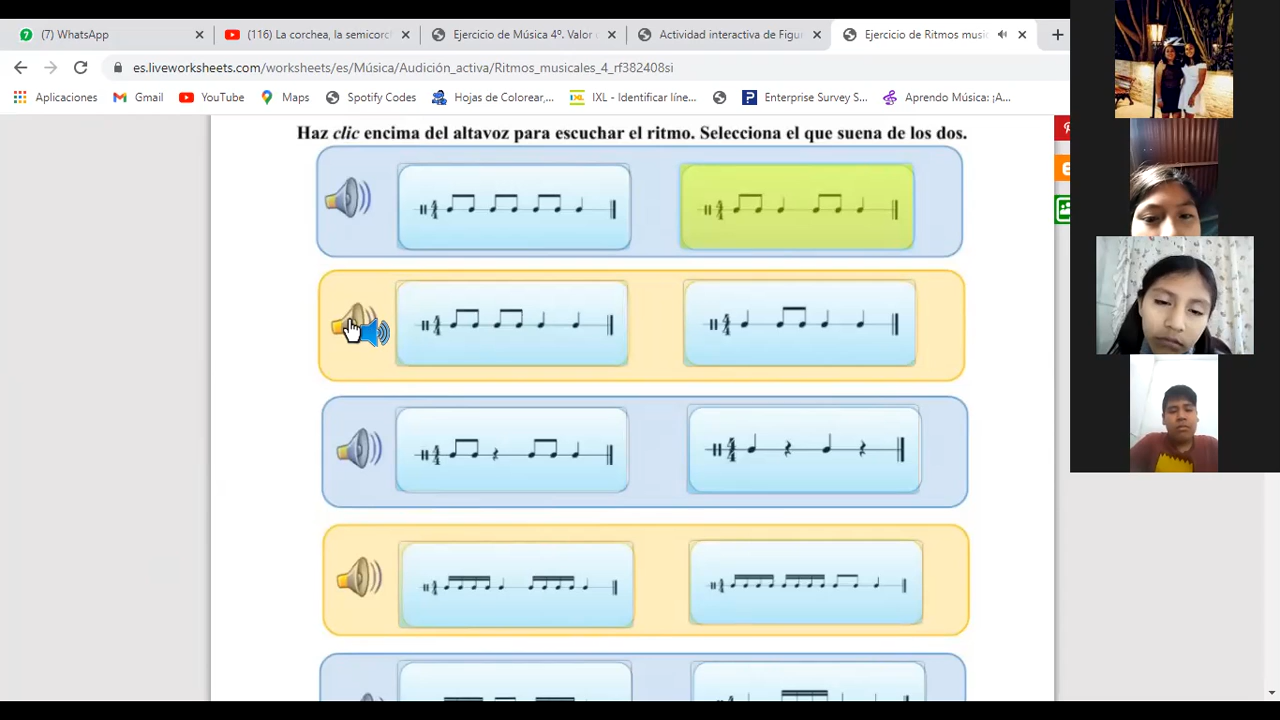 (7) WhatsApp
(116) La corchea, la semicorc
Ejercicio de Música 4º. Valor
Actividad interactiva de Figur
Ejercicio de Ritmos musi
es.liveworksheets.com/worksheets/es/Música/Audición_activa/Ritmos_musicales_4_rf382408si
Aplicaciones
Gmail
YouTube
Maps
Spotify Codes
Hojas de Colorear,...
IXL - Identificar líne...
Enterprise Survey S...
Aprendo Música: ¡A...
Haz clic encima del altavoz para escuchar el ritmo. Selecciona el que suena de los dos.